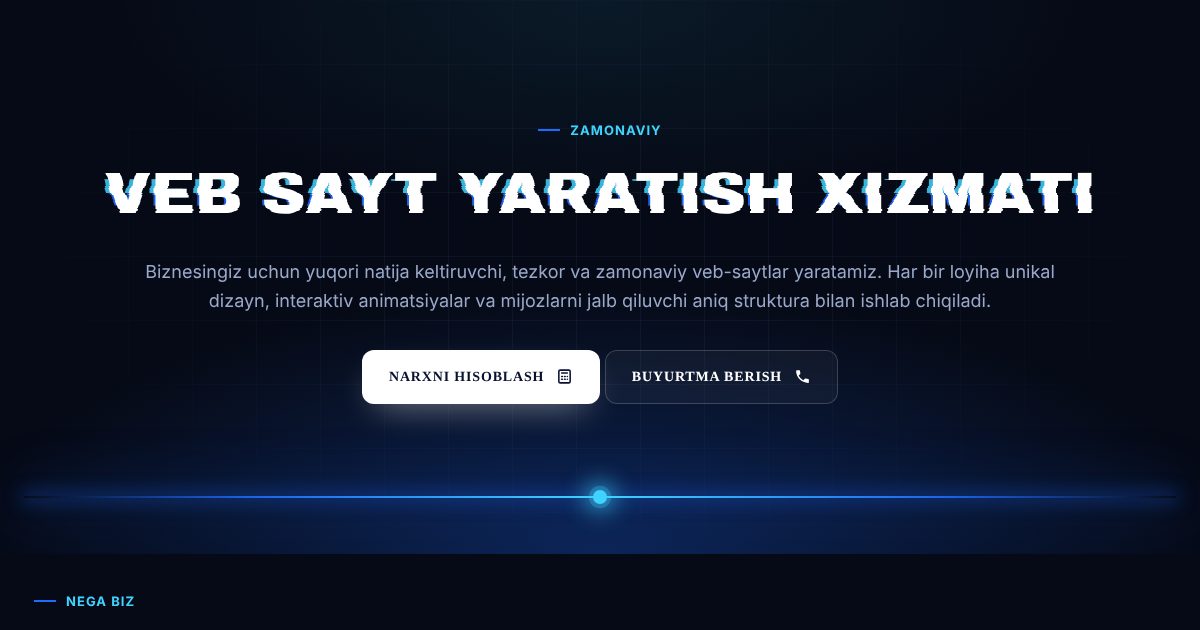 ZAMONAVIY
VEB SAYT YARATISH XIZMATI
Biznesingiz uchun yuqori natija keltiruvchi, tezkor va zamonaviy veb-saytlar yaratamiz. Har bir loyiha unikal
dizayn, interaktiv animatsiyalar va mijozlarni jalb qiluvchi aniq struktura bilan ishlab chiqiladi.
NARXNI HISOBLASH
BUYURTMA BERISH
NEGA BIZ